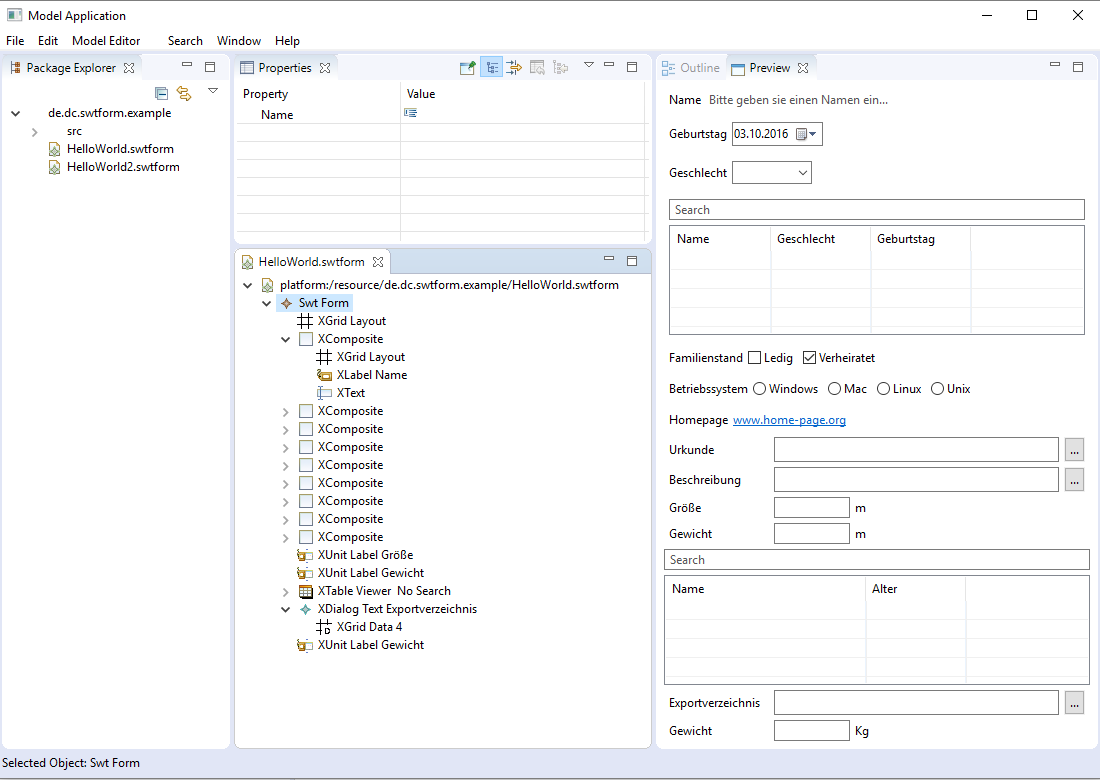 Model Application
File Edit Model Editor Search Window Help
Package Explorer
de.dc.swtform.example
src
HelloWorld.swtform
HelloWorld2.swtform
Properties
Property Value
Name
HelloWorld.swtform
platform:/resource/de.dc.swtform.example/HelloWorld.swtform
Swt Form
XGrid Layout
XComposite
XGrid Layout
XLabel Name
XText
XComposite
XComposite
XComposite
XComposite
XComposite
XComposite
XComposite
XComposite
XUnit Label Größe
XUnit Label Gewicht
XTable Viewer No Search
XDialog Text Exportverzeichnis
XGrid Data 4
XUnit Label Gewicht
Outline Preview
Name Bitte geben sie einen Namen ein...
Geburtstag 03.10.2016
Geschlecht
Search
Name Geschlecht Geburtstag
Familienstand Ledig Verheiratet
Betriebssystem Windows Mac Linux Unix
Homepage www.home-page.org
Urkunde ...
Beschreibung ...
Größe m
Gewicht m
Search
Name Alter
Exportverzeichnis ...
Gewicht Kg
Selected Object: Swt Form